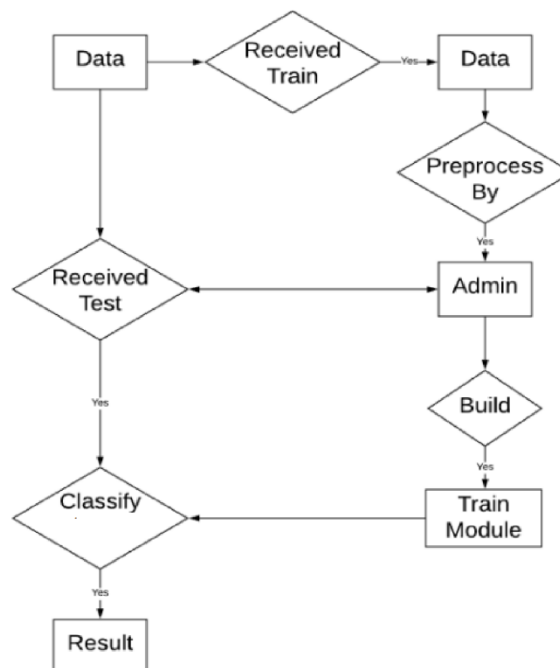 Data
Received
Train
Yes
Data
Preprocess
By
Yes
Received
Test
Admin
Yes
Build
Yes
Classify
Train
Module
Yes
Result